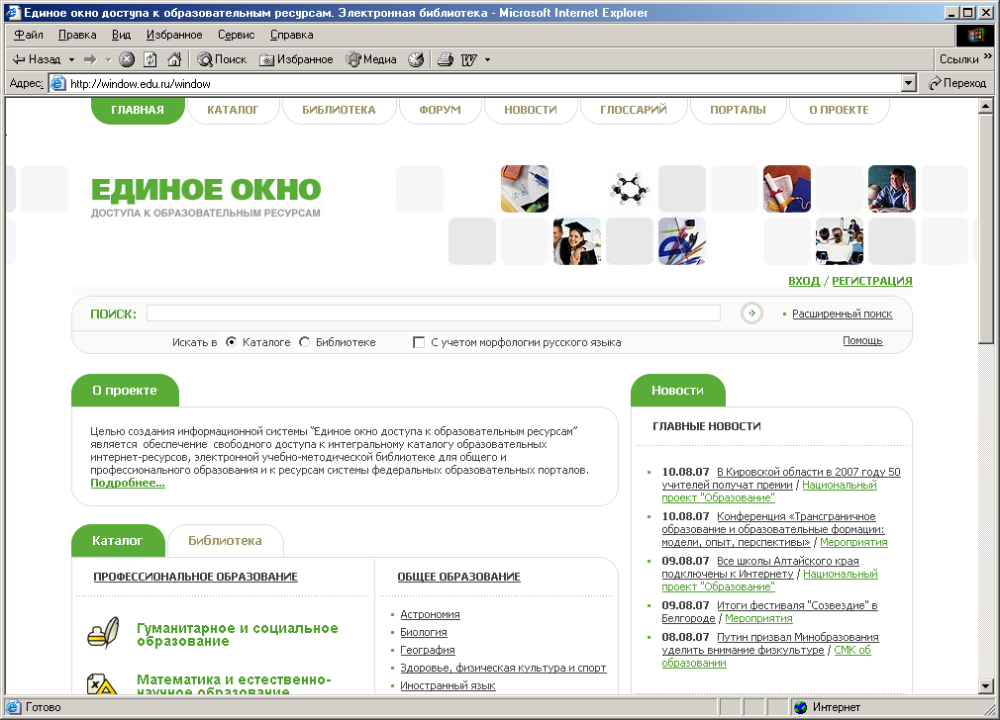 Единое окно доступа к образовательным ресурсам. Электронная библиотека - Microsoft Internet Explorer
Файл Правка Вид Избранное Сервис Справка
Назад Поиск Избранное Медиа Ссылки »
Адрес: http://window.edu.ru/window Переход
ГЛАВНАЯ КАТАЛОГ БИБЛИОТЕКА ФОРУМ НОВОСТИ ГЛОССАРИЙ ПОРТАЛЫ О ПРОЕКТЕ
ЕДИНОЕ ОКНО
ДОСТУПА К ОБРАЗОВАТЕЛЬНЫМ РЕСУРСАМ
ВХОД / РЕГИСТРАЦИЯ
ПОИСК: Расширенный поиск
Искать в Каталоге Библиотеке С учетом морфологии русского языка Помощь
О проекте
Целью создания информационной системы "Единое окно доступа к образовательным ресурсам"
является обеспечение свободного доступа к интегральному каталогу образовательных
интернет-ресурсов, электронной учебно-методической библиотеке для общего и
профессионального образования и к ресурсам системы федеральных образовательных порталов.
Подробнее...
Новости
ГЛАВНЫЕ НОВОСТИ
10.08.07 В Кировской области в 2007 году 50
учителей получат премии / Национальный
проект "Образование"
10.08.07 Конференция «Трансграничное
образование и образовательные формации:
модели, опыт, перспективы» / Мероприятия
09.08.07 Все школы Алтайского края
подключены к Интернету / Национальный
проект "Образование"
09.08.07 Итоги фестиваля "Созвездие" в
Белгороде / Мероприятия
08.08.07 Путин призвал Минобразования
уделить внимание физкультуре / СМК об
образовании
Каталог Библиотека
ПРОФЕССИОНАЛЬНОЕ ОБРАЗОВАНИЕ
Гуманитарное и социальное
образование
Математика и естественно-
научное образование
ОБЩЕЕ ОБРАЗОВАНИЕ
Астрономия
Биология
География
Здоровье, физическая культура и спорт
Иностранный язык
Готово Интернет